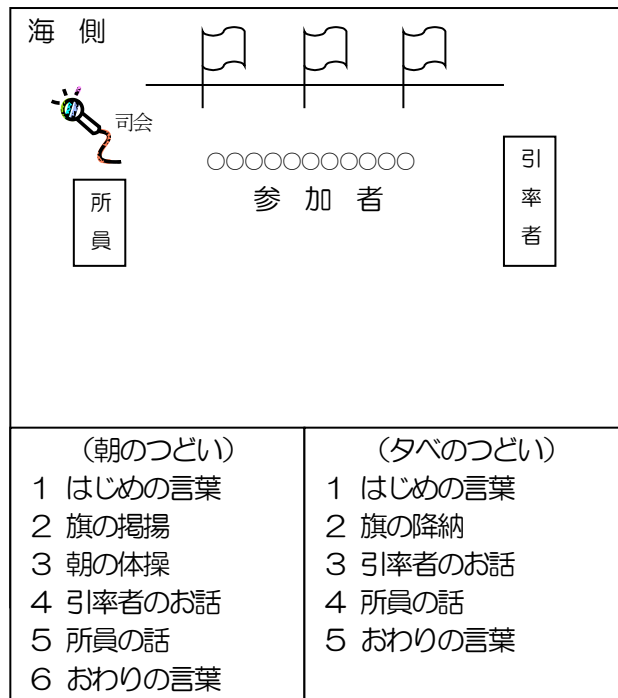 海 側
司会
○○○○○○○○○○○
参 加 者
所員
引率者
（朝のつどい）
１ はじめの言葉
２ 旗の掲揚
３ 朝の体操
４ 引率者のお話
５ 所員の話
６ おわりの言葉
（夕べのつどい）
１ はじめの言葉
２ 旗の降納
３ 引率者のお話
４ 所員の話
５ おわりの言葉